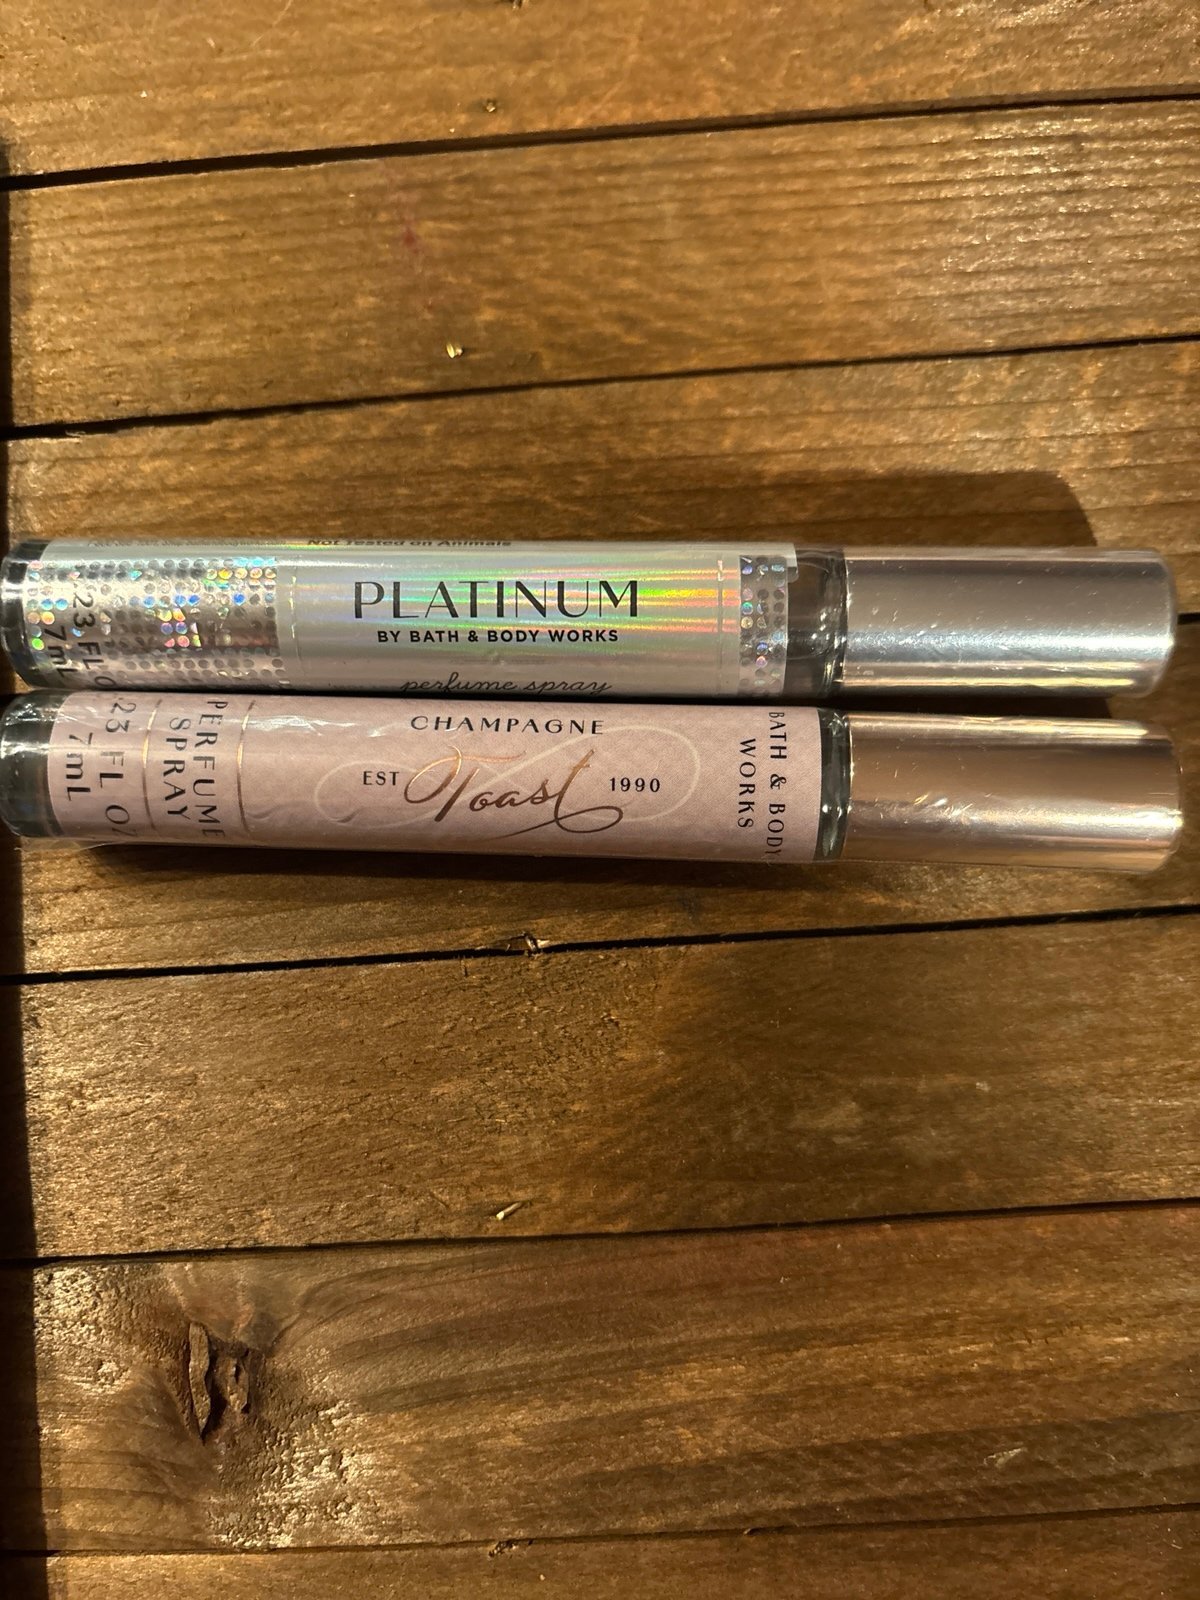 Not Tested on Animals
PLATINUM
BY BATH & BODY WORKS
perfume spray
.23 FL O
7 mL
CHAMPAGNE
EST Toast 1990
BATH & BODY
WORKS
PERFUME
SPRAY
.23 FL OZ
7 mL